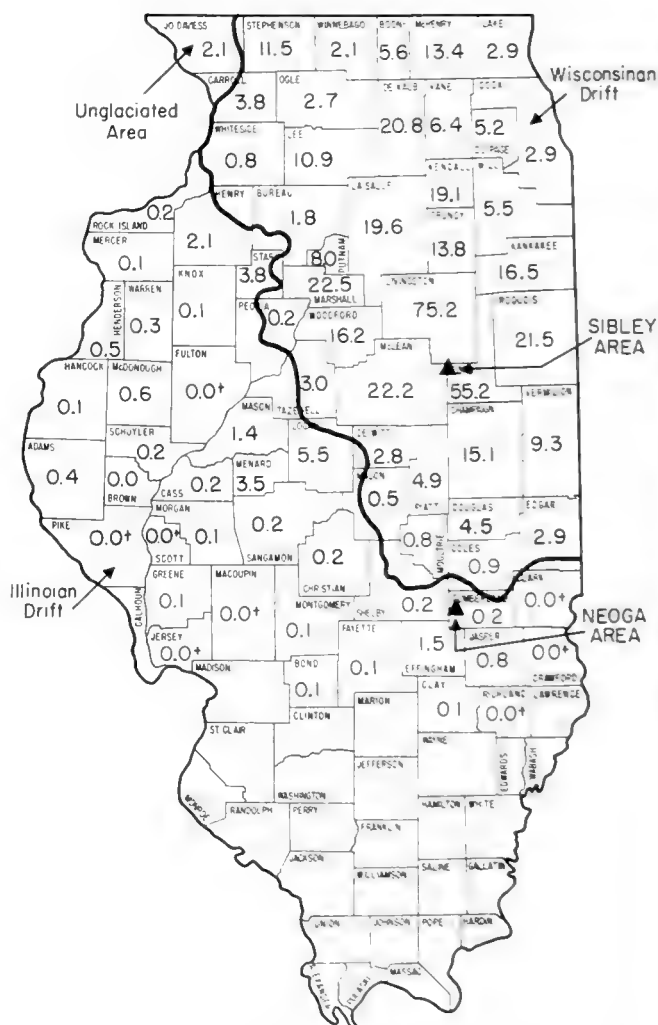 JO DAVIESS
2.1
STEPHENSON
11.5
WINNEBAGO
2.1
5.6
McHENRY
13.4
LAKE
2.9
Unglaciated
Area
Wisconsinan
Drift
CARROLL
3.8
OGLE
2.7
DE KALB
20.8
KANE
6.4
COOK
5.2
DU PAGE
2.9
WHITESIDE
0.8
LEE
10.9
KENDALL
19.1
WILL
5.5
ROCK ISLAND
0.2
HENRY
2.1
BUREAU
1.8
LA SALLE
19.6
GRUNDY
13.8
KANKAKEE
16.5
MERCER
0.1
3.8
PUTNAM
8.0
HENDERSON
0.5
WARREN
0.3
KNOX
0.1
0.2
MARSHALL
22.5
WOODFORD
16.2
LIVINGSTON
75.2
21.5
SIBLEY
AREA
HANCOCK
0.1
McDONOUGH
0.6
FULTON
0.0†
TAZEWELL
3.0
McLEAN
22.2
55.2
ADAMS
0.4
SCHUYLER
0.2
MASON
1.4
5.5
DE WITT
2.8
CHAMPAIGN
15.1
VERMILION
9.3
BROWN
0.0
CASS
0.2
MENARD
3.5
0.5
PIATT
4.9
PIKE
0.0†
SCOTT
0.0†
MORGAN
0.1
SANGAMON
0.2
CHRISTIAN
0.2
MOULTRIE
0.8
DOUGLAS
4.5
COLES
0.9
EDGAR
2.9
Illinoian
Drift
CALHOUN
GREENE
0.1
MACOUPIN
0.0†
MONTGOMERY
0.1
SHELBY
0.2
0.2
CLARK
0.0†
NEOGA
AREA
JERSEY
0.0†
MADISON
BOND
0.1
FAYETTE
0.1
EFFINGHAM
1.5
JASPER
0.8
CRAWFORD
0.0†
CLINTON
MARION
CLAY
0.1
RICHLAND
0.0†
LAWRENCE
ST CLAIR
WASHINGTON
JEFFERSON
WAYNE
EDWARDS
WABASH
MONROE
RANDOLPH
PERRY
FRANKLIN
HAMILTON
WHITE
JACKSON
WILLIAMSON
SALINE
GALLATIN
UNION
JOHNSON
POPE
HARDIN
PULASKI
MASSAC